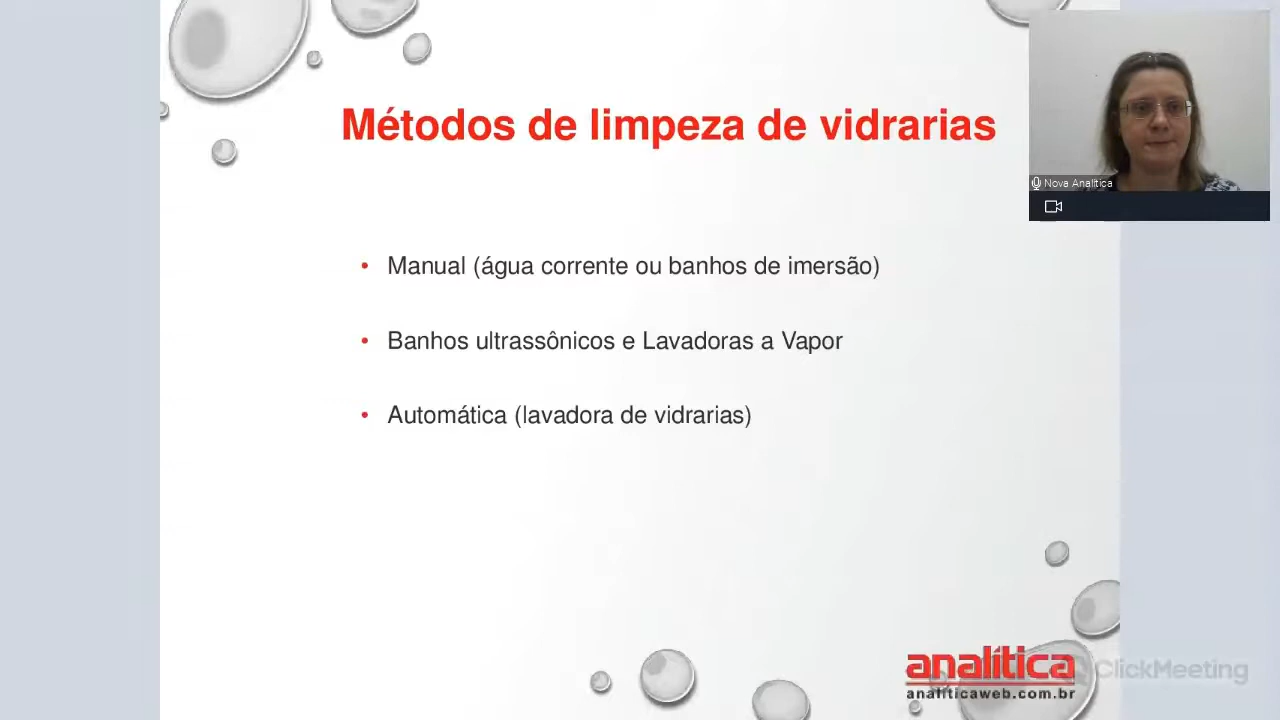 Métodos de limpeza de vidrarias
Nova Analítica
• Manual (água corrente ou banhos de imersão)
• Banhos ultrassônicos e Lavadoras a Vapor
• Automática (lavadora de vidrarias)
analítica
analiticaweb.com.br
ClickMeeting